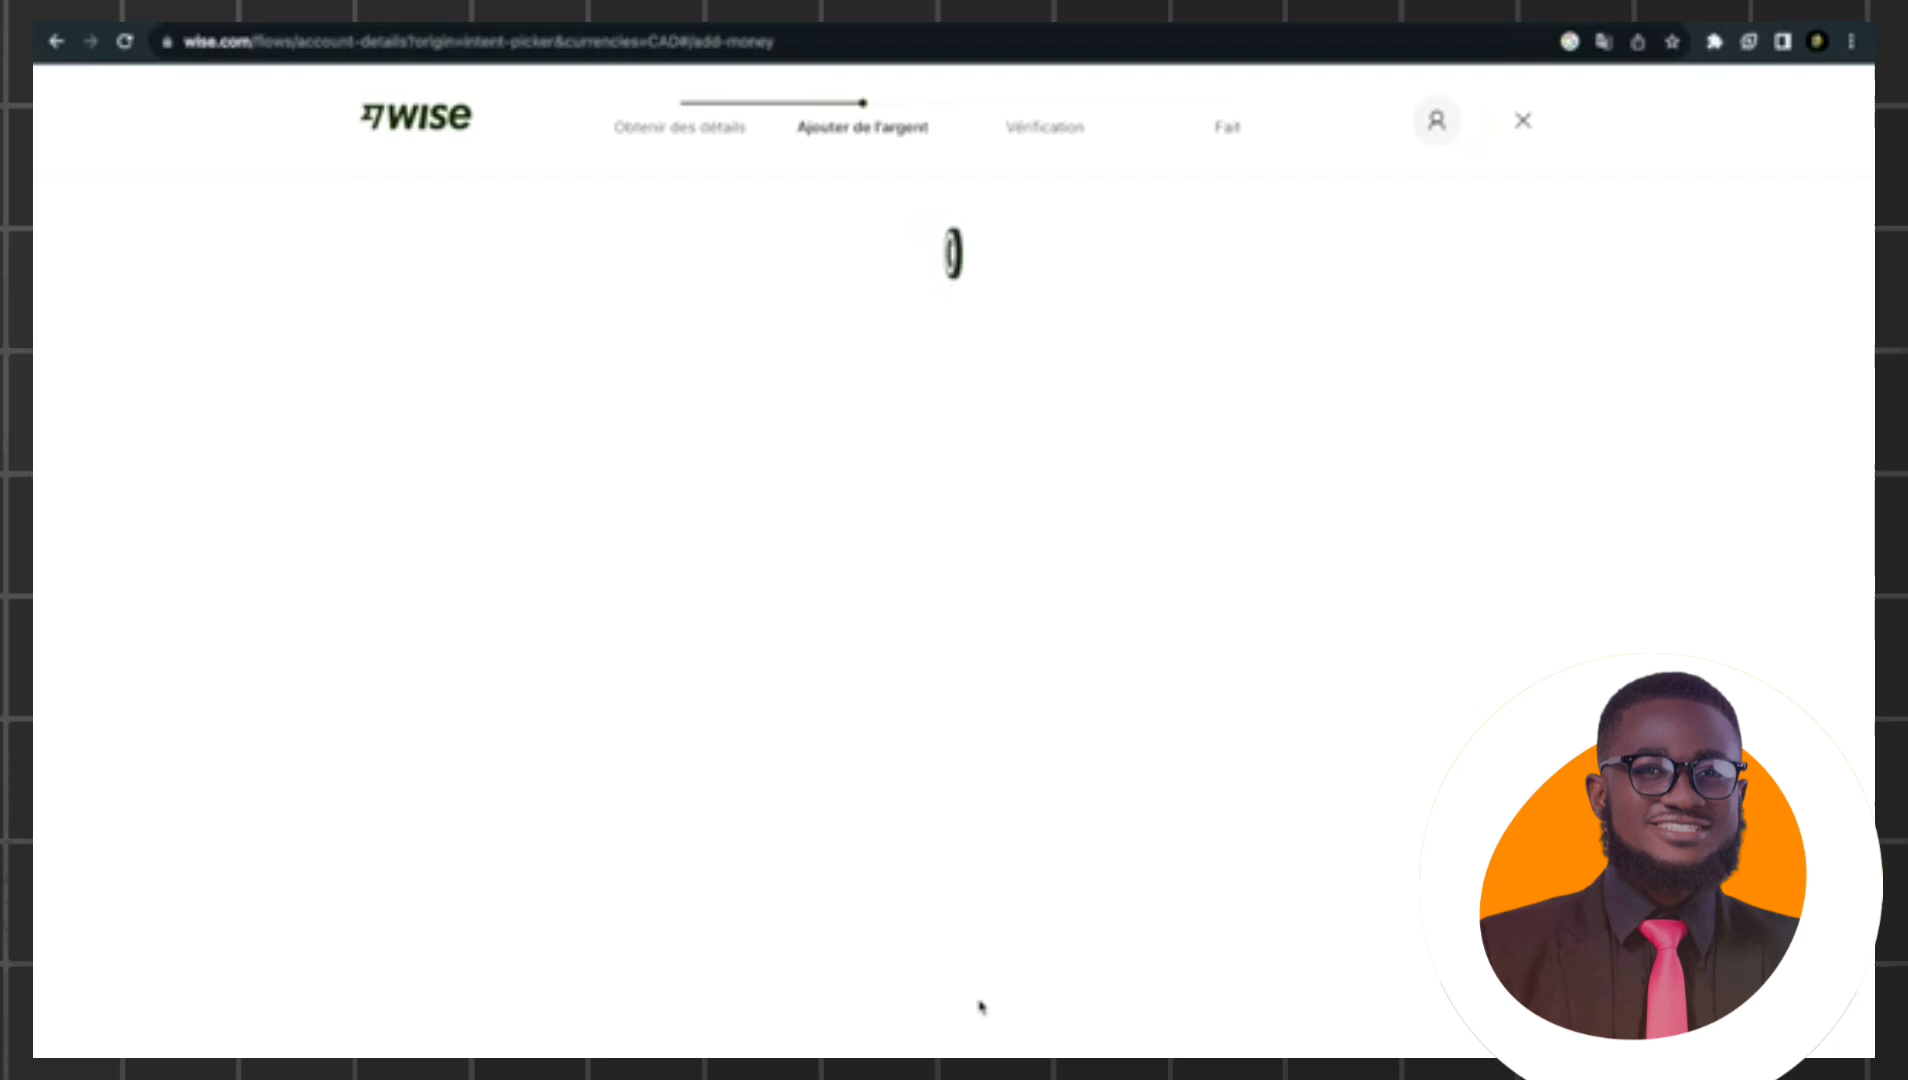 wise.com/flows/account-details?origin=intent-picker&currencies=CAD#/add-money
WISE
Obtenir des détails
Ajouter de l'argent
Vérification
Fait